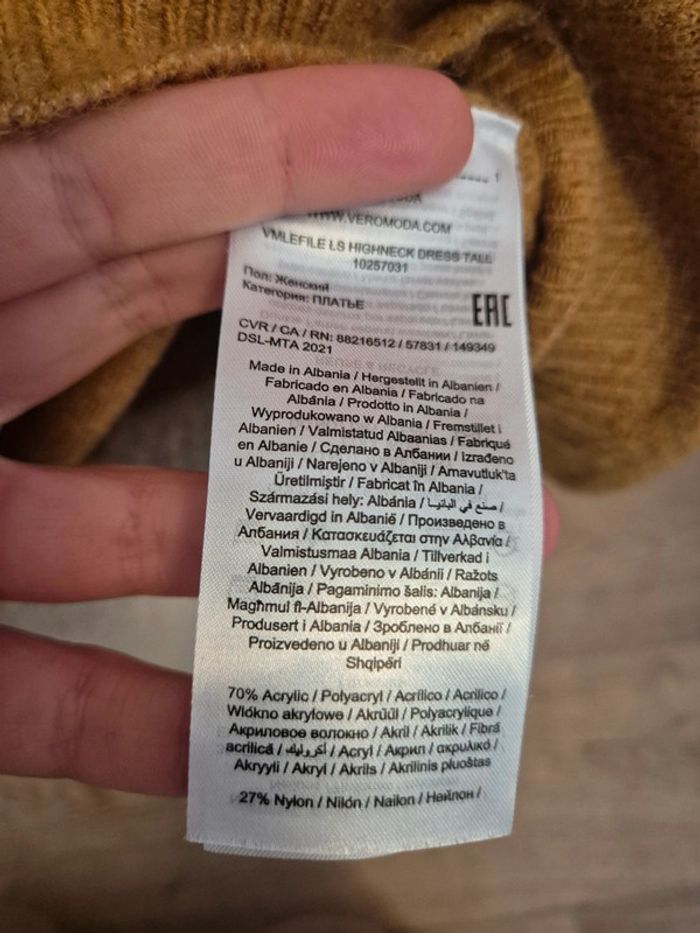 WWW.VEROMODA.COM
VMLEFILE LS HIGHNECK DRESS TALL
10257031
Пол: Женский
Категория: ПЛАТЬЕ
EAC
CVR / CA / RN: 88216512 / 57831 / 149349
DSL-MTA 2021
Made in Albania / Hergestellt in Albanien /
Fabricado en Albania / Fabricado na
Albânia / Prodotto in Albania /
Wyprodukowano w Albania / Fremstillet i
Albanien / Valmistatud Albaanias / Fabriqué
en Albanie / Сделано в Албании / Izrađeno
u Albaniji / Narejeno v Albaniji / Arnavutluk'ta
Üretilmiştir / Fabricat în Albania /
Származási hely: Albánia / صنع في البانيا /
Vervaardigd in Albanië / Произведено в
Албания / Κατασκευάζεται στην Αλβανία /
Valmistusmaa Albania / Tillverkad i
Albanien / Vyrobeno v Albánii / Ražots
Albānija / Pagaminimo šalis: Albanija /
Magħmul fl-Albanija / Vyrobené v Albánsku /
Produsert i Albania / Зроблено в Албанії /
Proizvedeno u Albaniji / Prodhuar në
Shqipëri
70% Acrylic / Polyacryl / Acrílico / Acrilico /
Włókno akrylowe / Akrüül / Polyacrylique /
Акриловое волокно / Akril / Akrilik / Fibră
acrilică / أكريليك / Acryl / Акрил / ακρυλικό /
Akryyli / Akryl / Akrils / Akrilinis pluoštas
27% Nylon / Nilón / Nailon / Нейлон /